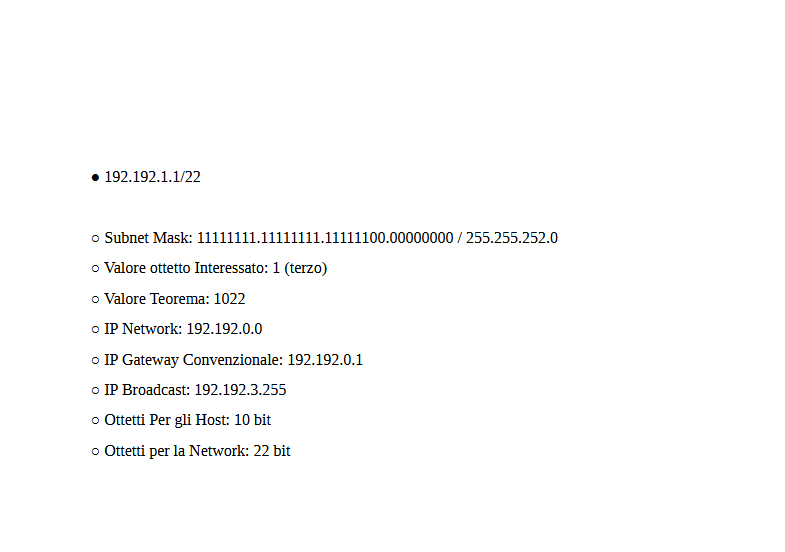 ● 192.192.1.1/22
○ Subnet Mask: 11111111.11111111.11111100.00000000 / 255.255.252.0
○ Valore ottetto Interessato: 1 (terzo)
○ Valore Teorema: 1022
○ IP Network: 192.192.0.0
○ IP Gateway Convenzionale: 192.192.0.1
○ IP Broadcast: 192.192.3.255
○ Ottetti Per gli Host: 10 bit
○ Ottetti per la Network: 22 bit